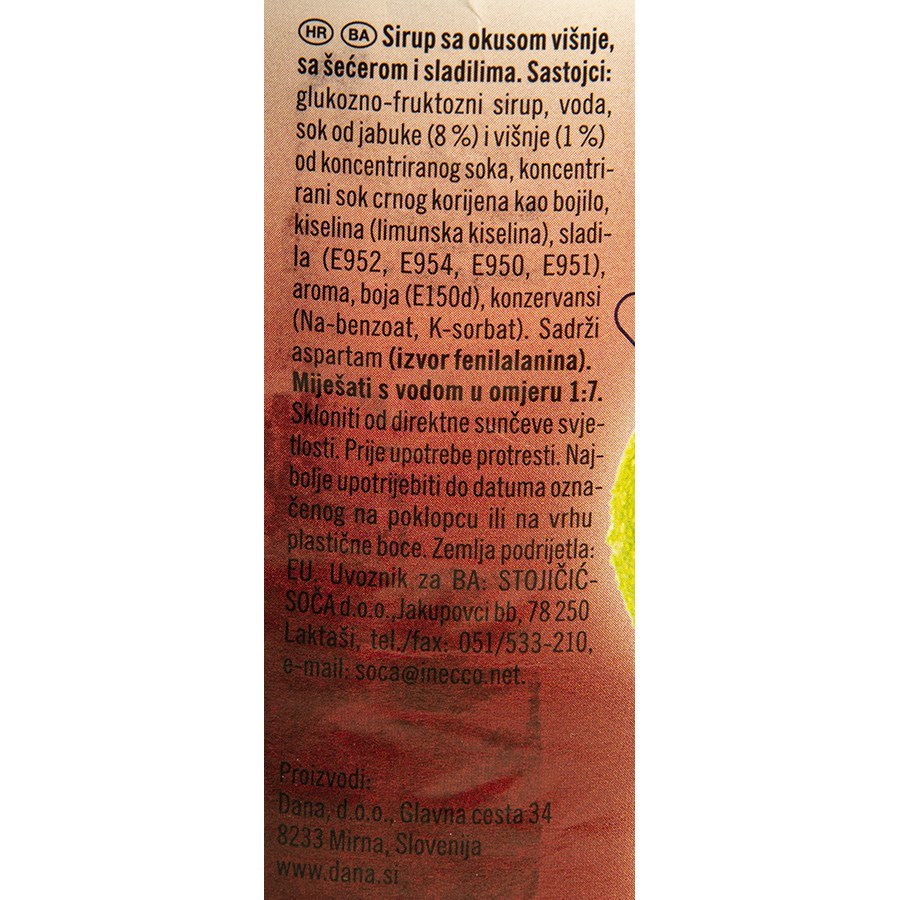 HR BA Sirup sa okusom višnje,
sa šećerom i sladilima. Sastojci:
glukozno-fruktozni sirup, voda,
sok od jabuke (8 %) i višnje (1 %)
od koncentriranog soka, koncentri-
rani sok crnog korijena kao bojilo,
kiselina (limunska kiselina), sladi-
la (E952, E954, E950, E951),
aroma, boja (E150d), konzervansi
(Na-benzoat, K-sorbat). Sadrži
aspartam (izvor fenilalanina).
Miješati s vodom u omjeru 1:7.
Skloniti od direktne sunčeve svje-
tlosti. Prije upotrebe protresti. Naj-
bolje upotrijebiti do datuma ozna-
čenog na poklopcu ili na vrhu
plastične boce. Zemlja podrijetla:
EU. Uvoznik za BA: STOJIČIĆ-
SOČA d.o.o.,Jakupovci bb, 78 250
Laktaši, tel./fax: 051/533-210,
e-mail: soca@inecco.net.
Proizvodi:
Dana, d.o.o., Glavna cesta 34
8233 Mirna, Slovenija
www.dana.si